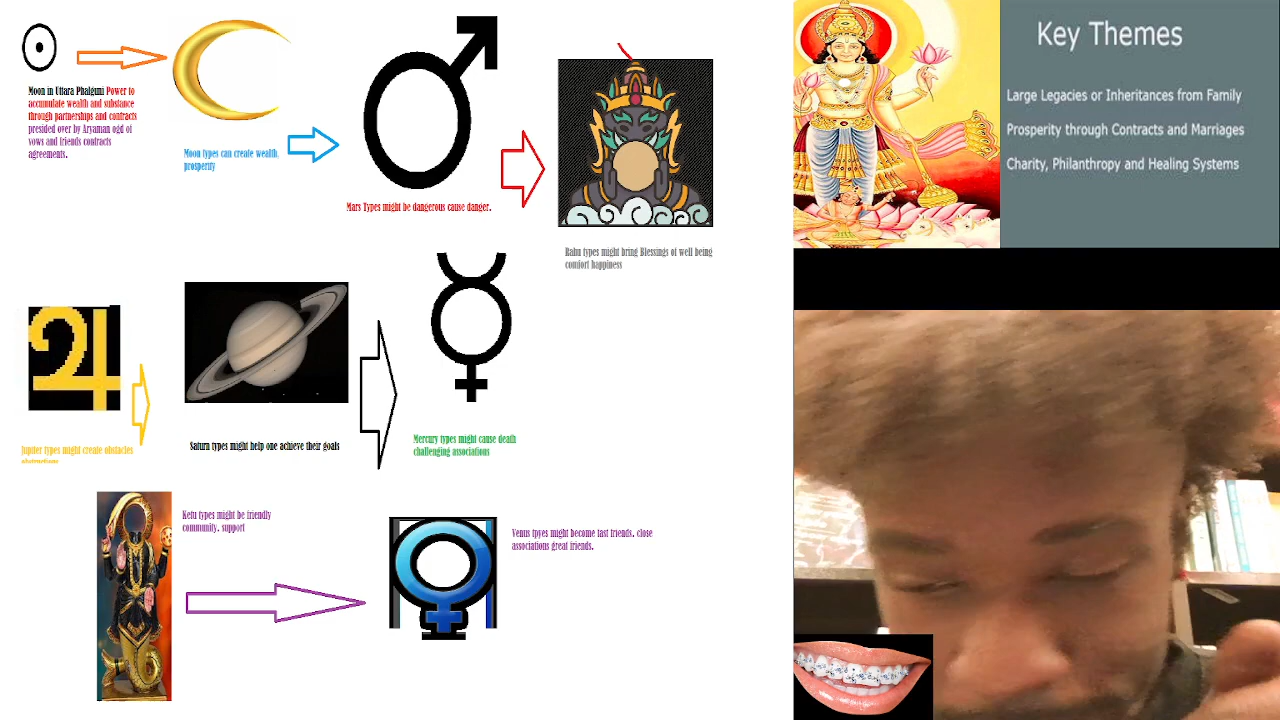 Moon in Uttara Phalguni Power to
accumulate wealth and substance
through partnerships and contracts
presided over by Aryaman ogd of
vows and friends contracts
agreements.
Moon types can create wealth,
prosperity
Mars Types might be dangerous cause danger.
Rahu types might bring Blessings of well being
comfort happiness
Key Themes
Large Legacies or Inheritances from Family
Prosperity through Contracts and Marriages
Charity, Philanthropy and Healing Systems
Jupiter types might create obstacles
Saturn types might help one achieve their goals
Mercury types might cause death
challenging associations
Ketu types might be friendly
community, support
Venus tpyes might become fast friends, close
associations great friends.